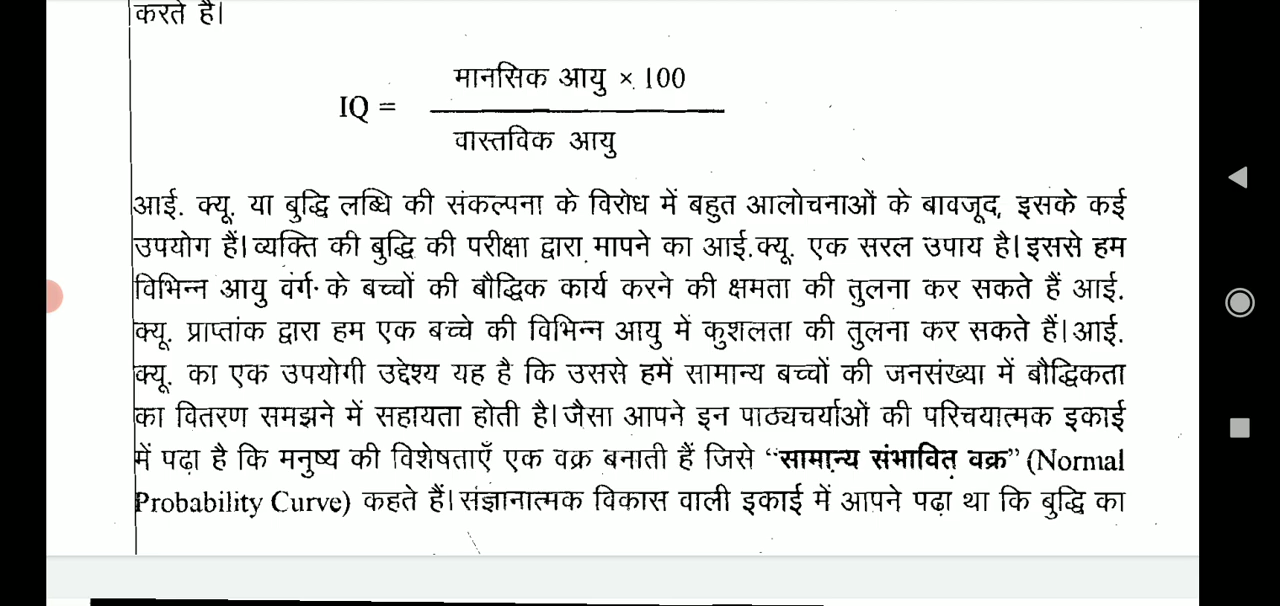 करते हैं।
मानसिक आयु × 100
IQ =
वास्तविक आयु
आई. क्यू. या बुद्धि लब्धि की संकल्पना के विरोध में बहुत आलोचनाओं के बावजूद, इसके कई
उपयोग हैं। व्यक्ति की बुद्धि की परीक्षा द्वारा मापने का आई.क्यू. एक सरल उपाय है। इससे हम
विभिन्न आयु वर्ग के बच्चों की बौद्धिक कार्य करने की क्षमता की तुलना कर सकते हैं आई.
क्यू. प्राप्तांक द्वारा हम एक बच्चे की विभिन्न आयु में कुशलता की तुलना कर सकते हैं। आई.
क्यू. का एक उपयोगी उद्देश्य यह है कि उससे हमें सामान्य बच्चों की जनसंख्या में बौद्धिकता
का वितरण समझने में सहायता होती है। जैसा आपने इन पाठ्यचर्याओं की परिचयात्मक इकाई
में पढ़ा है कि मनुष्य की विशेषताएँ एक वक्र बनाती हैं जिसे “सामान्य संभावित वक्र” (Normal
Probability Curve) कहते हैं। संज्ञानात्मक विकास वाली इकाई में आपने पढ़ा था कि बुद्धि का